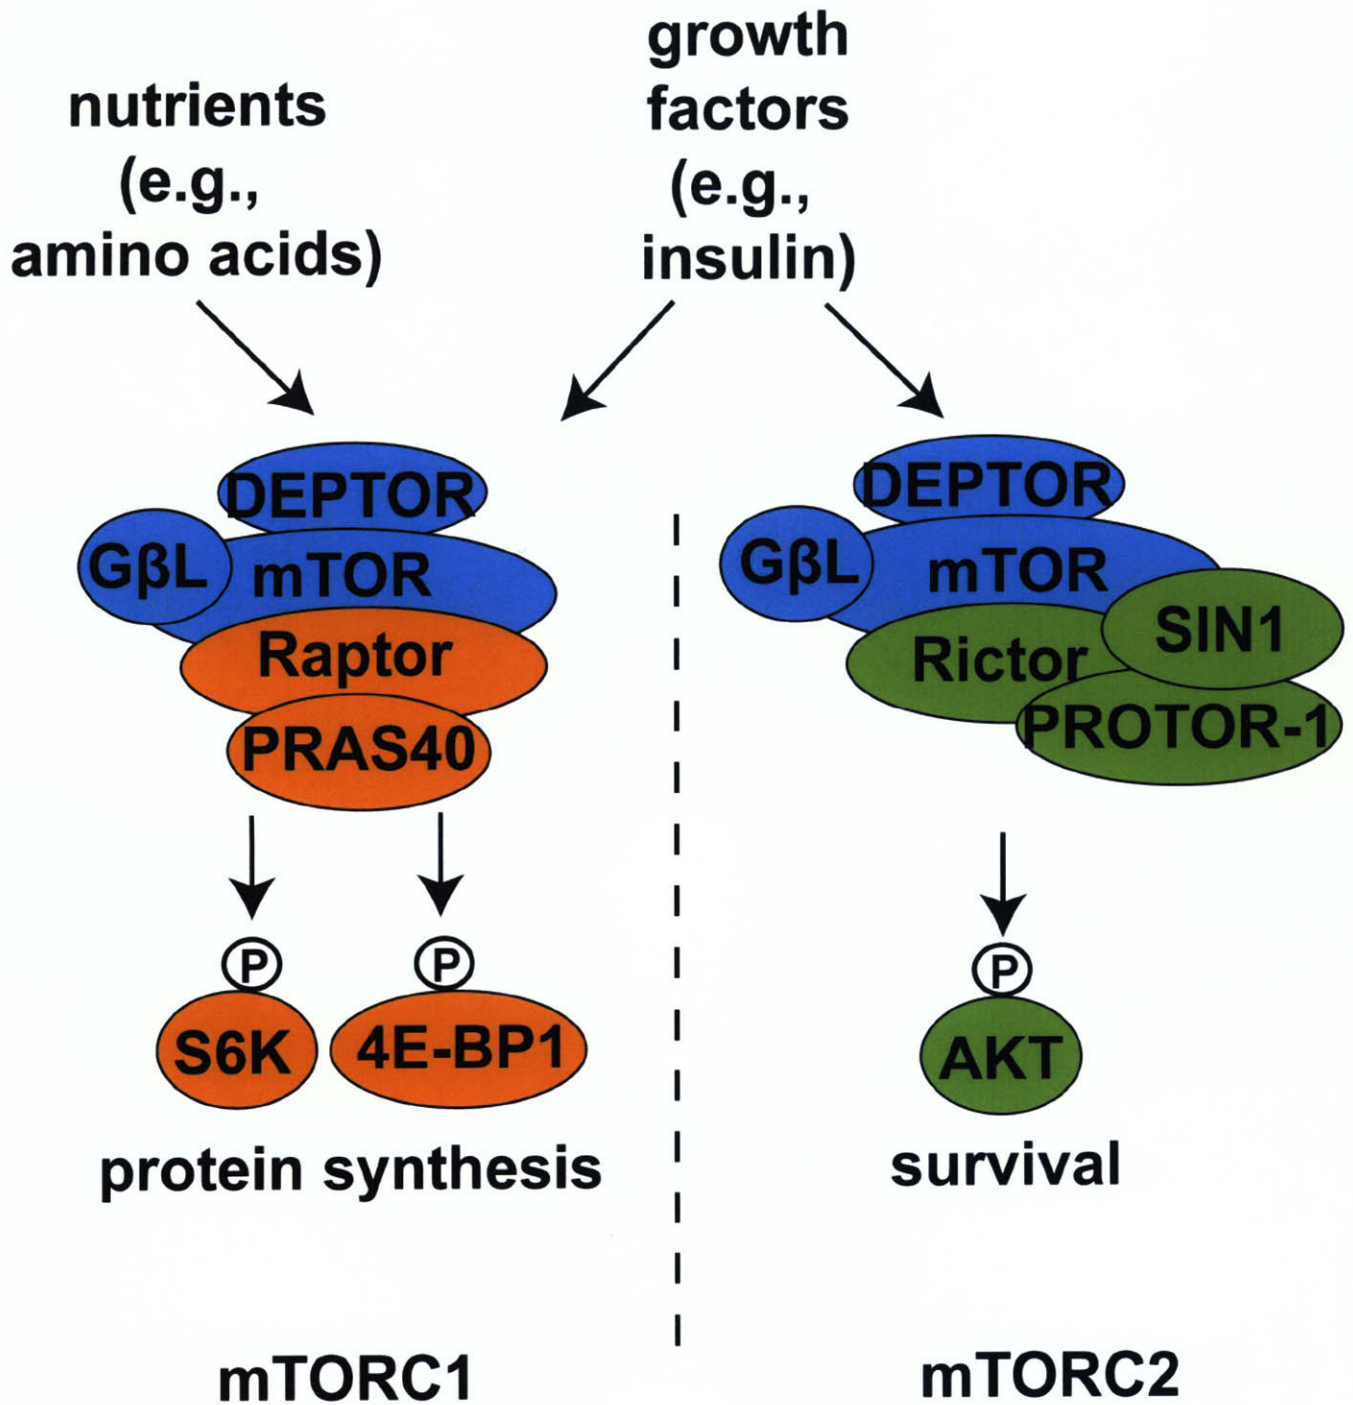 nutrients
(e.g.,
amino acids)
growth
factors
(e.g.,
insulin)
DEPTOR
GβL
mTOR
Raptor
PRAS40
P
P
S6K
4E-BP1
protein synthesis
mTORC1
DEPTOR
GβL
mTOR
SIN1
Rictor
PROTOR-1
P
AKT
survival
mTORC2